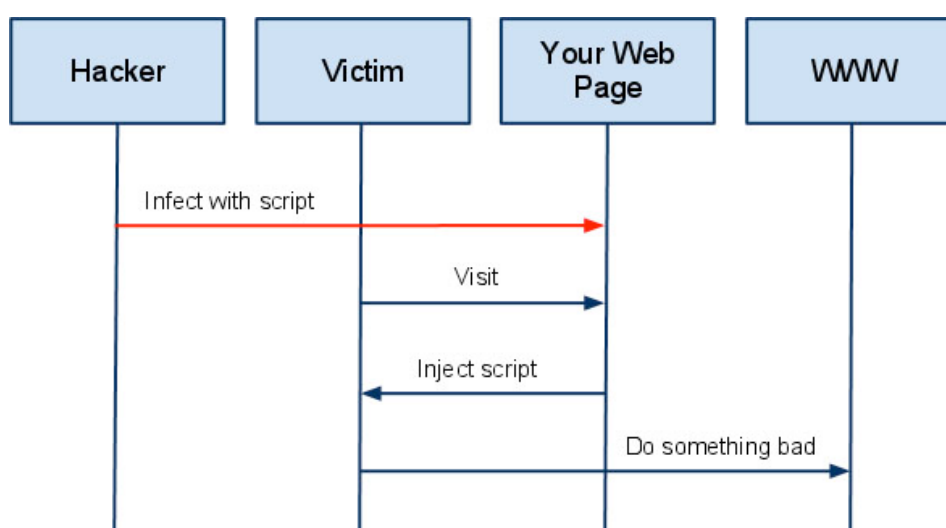 Hacker
Victim
Your Web
Page
WWW
Infect with script
Visit
Inject script
Do something bad